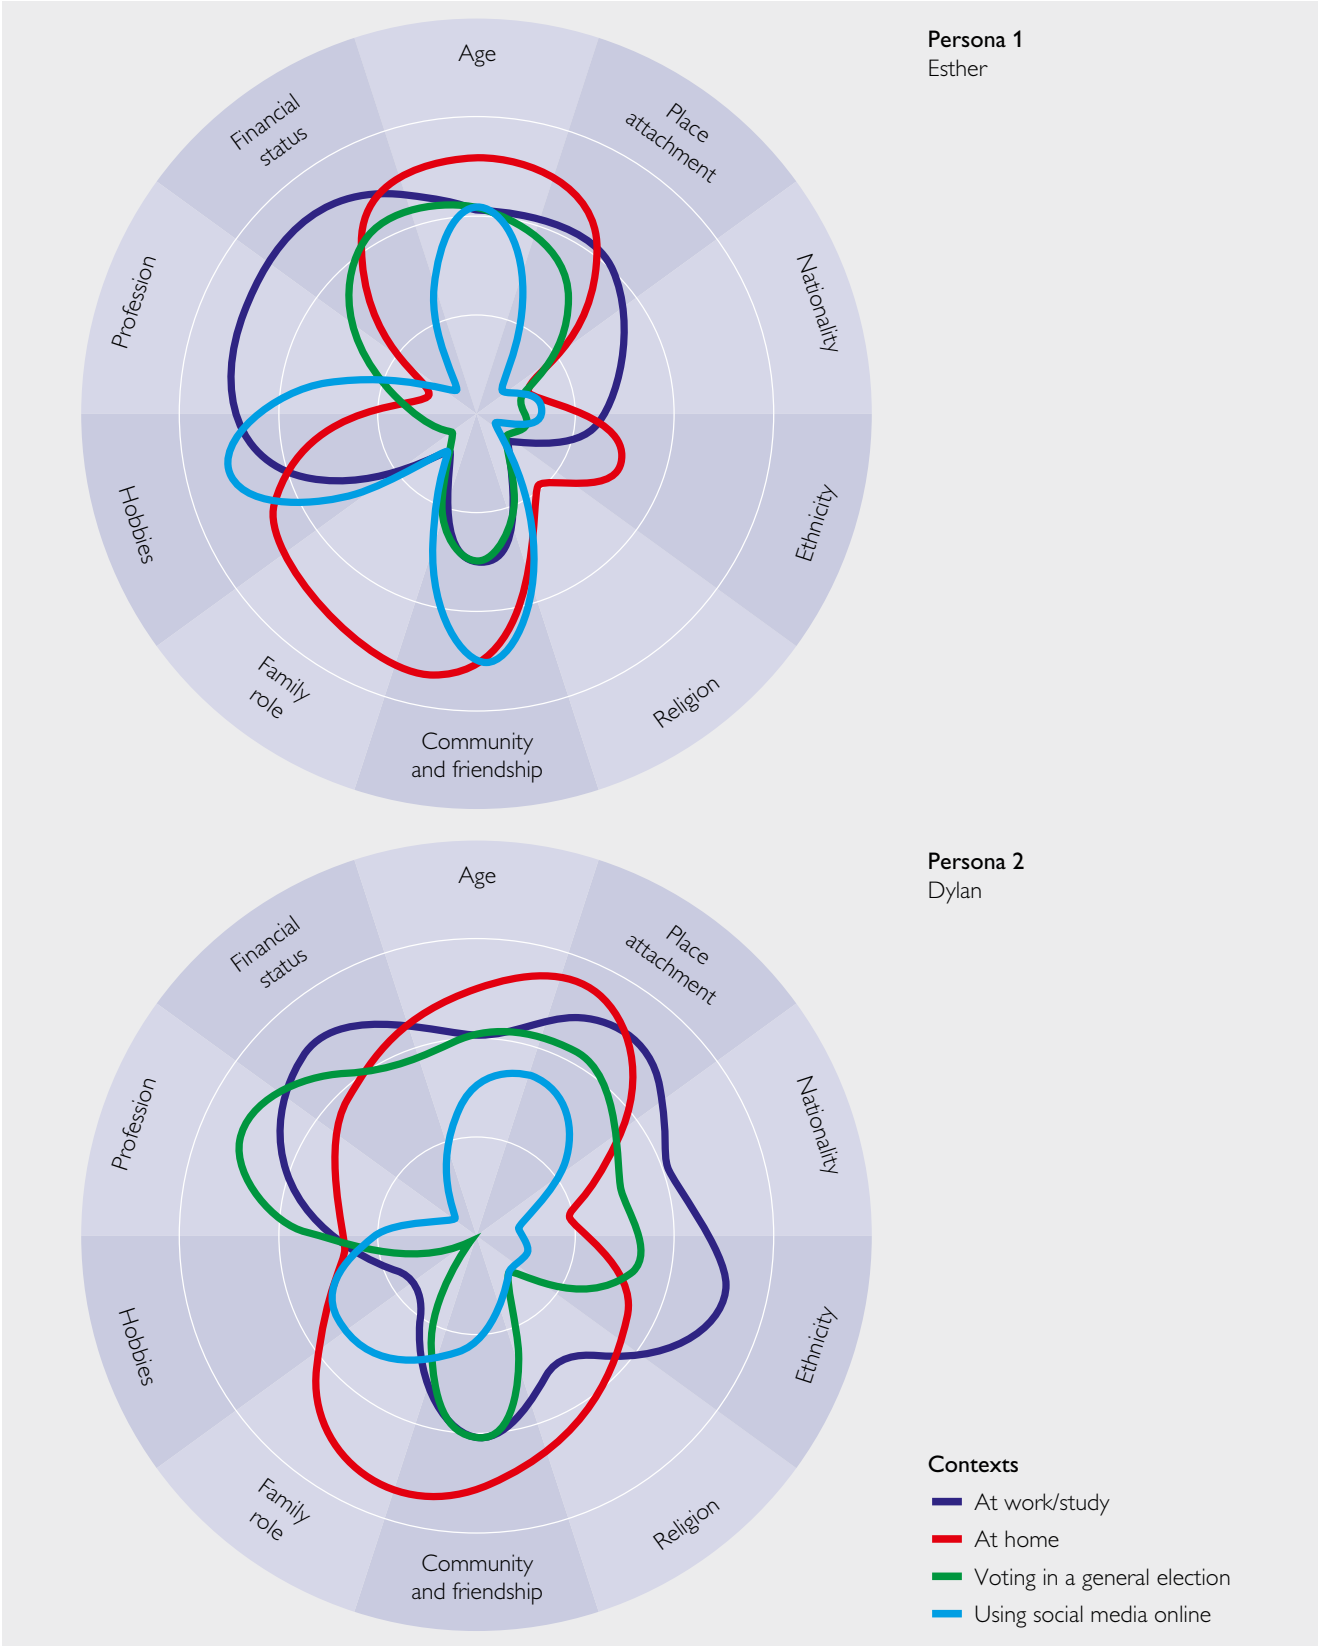 Persona 1
Esther
Age
Place
attachment
Nationality
Ethnicity
Religion
Community
and friendship
Family
role
Hobbies
Profession
Financial
status
Persona 2
Dylan
Age
Place
attachment
Nationality
Ethnicity
Religion
Community
and friendship
Family
role
Hobbies
Profession
Financial
status
Contexts
At work/study
At home
Voting in a general election
Using social media online